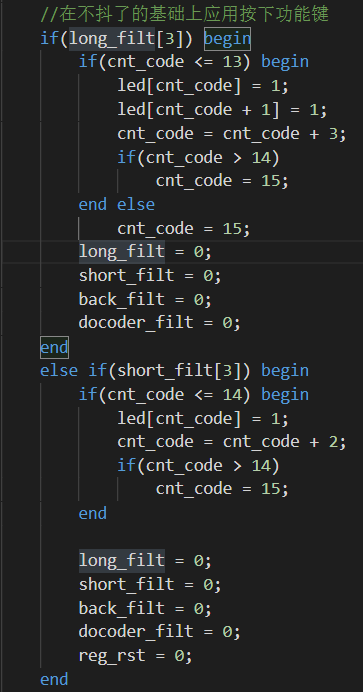 //在不抖了的基础上应用按下功能键
if(long_filt[3]) begin
if(cnt_code <= 13) begin
led[cnt_code] = 1;
led[cnt_code + 1] = 1;
cnt_code = cnt_code + 3;
if(cnt_code > 14)
cnt_code = 15;
end else
cnt_code = 15;
long_filt = 0;
short_filt = 0;
back_filt = 0;
docoder_filt = 0;
end
else if(short_filt[3]) begin
if(cnt_code <= 14) begin
led[cnt_code] = 1;
cnt_code = cnt_code + 2;
if(cnt_code > 14)
cnt_code = 15;
end
long_filt = 0;
short_filt = 0;
back_filt = 0;
docoder_filt = 0;
reg_rst = 0;
end